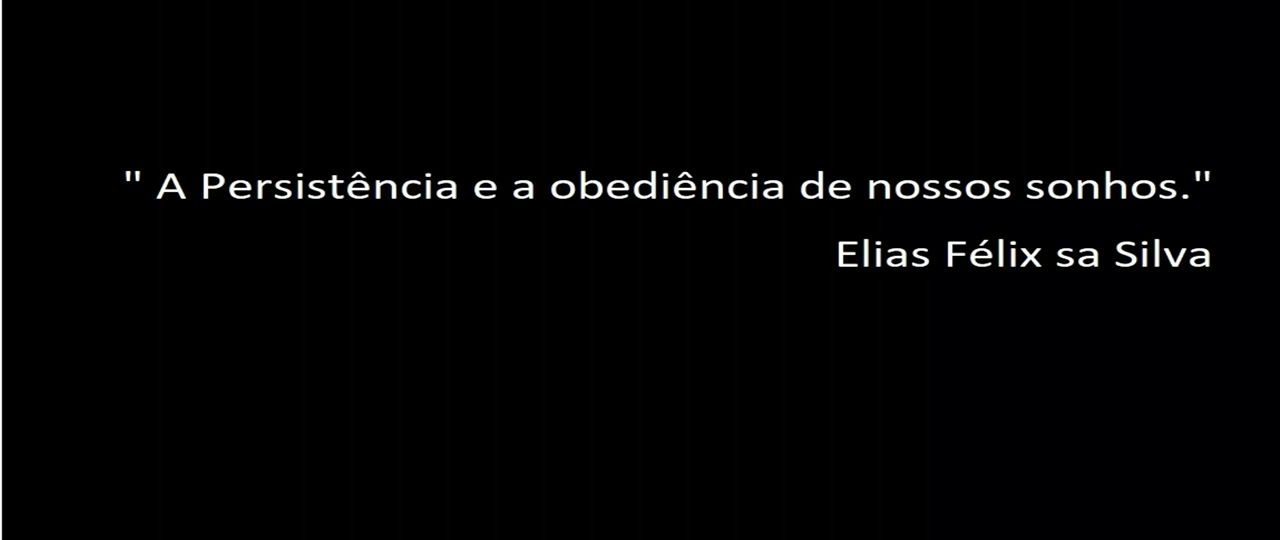 " A Persistência e a obediência de nossos sonhos."
Elias Félix sa Silva